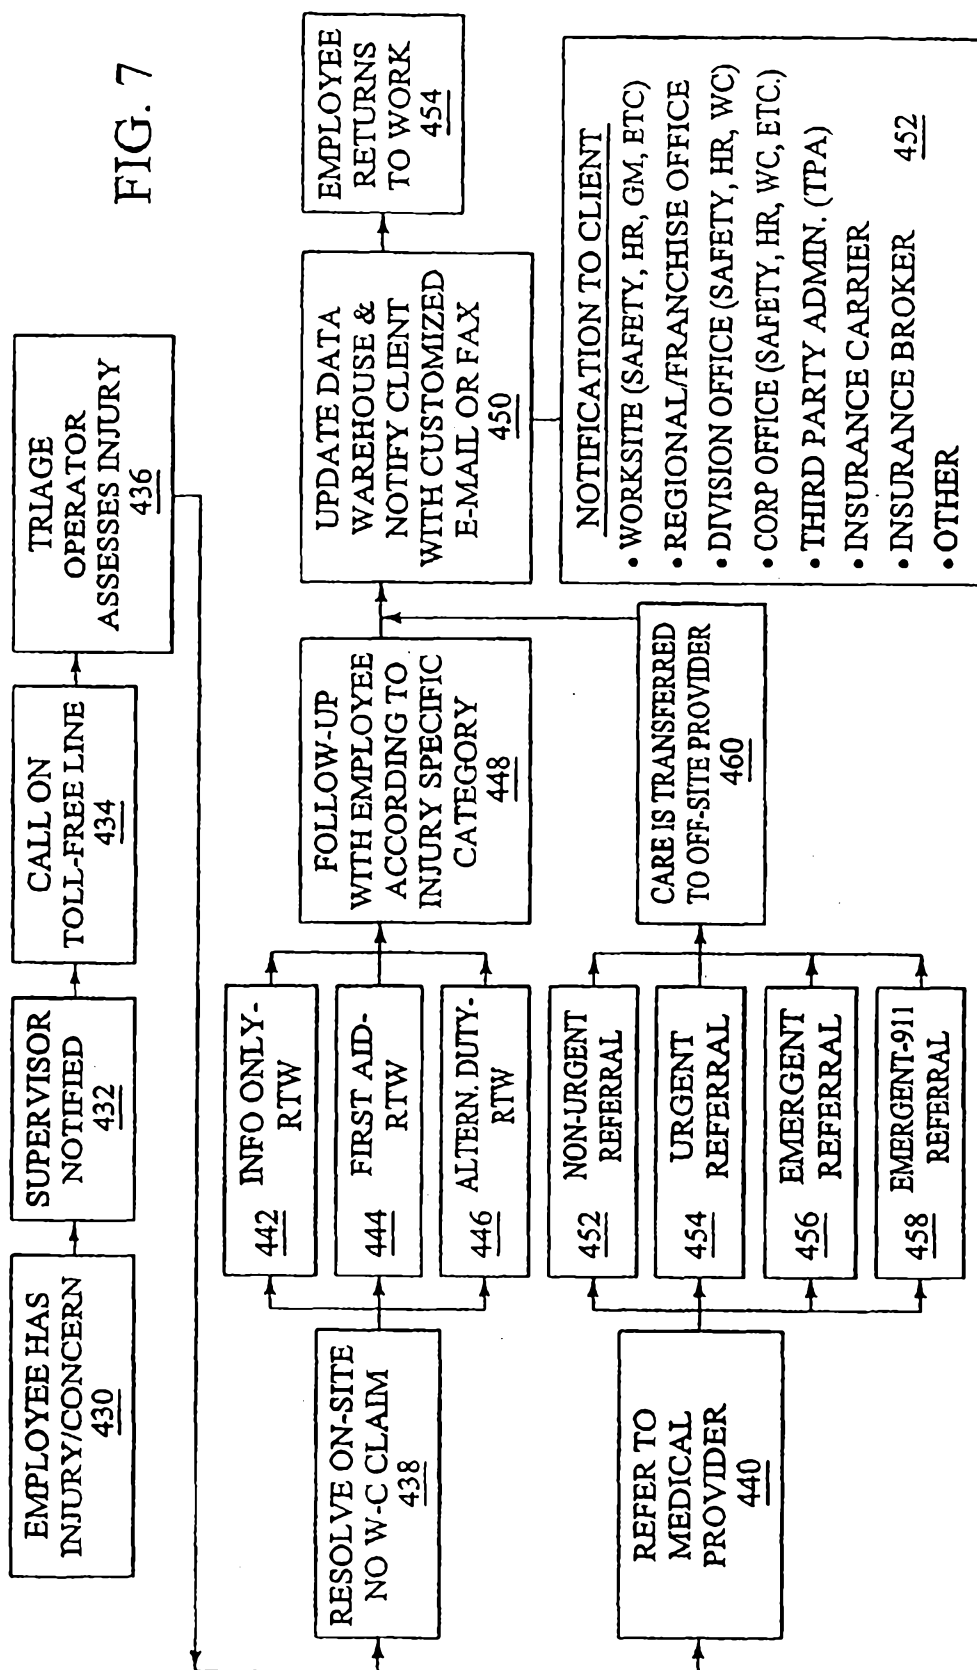 FIG. 7
EMPLOYEE HAS
INJURY/CONCERN
430
SUPERVISOR
NOTIFIED
432
CALL ON
TOLL-FREE LINE
434
TRIAGE
OPERATOR
ASSESSES INJURY
436
RESOLVE ON-SITE
NO W-C CLAIM
438
442
INFO ONLY-
RTW
444
FIRST AID-
RTW
446
ALTERN. DUTY-
RTW
FOLLOW-UP
WITH EMPLOYEE
ACCORDING TO
INJURY SPECIFIC
CATEGORY
448
UPDATE DATA
WAREHOUSE &
NOTIFY CLIENT
WITH CUSTOMIZED
E-MAIL OR FAX
450
EMPLOYEE
RETURNS
TO WORK
454
REFER TO
MEDICAL
PROVIDER
440
452
NON-URGENT
REFERRAL
454
URGENT
REFERRAL
456
EMERGENT
REFERRAL
458
EMERGENT-911
REFERRAL
CARE IS TRANSFERRED
TO OFF-SITE PROVIDER
460
NOTIFICATION TO CLIENT
• WORKSITE (SAFETY, HR, GM, ETC)
• REGIONAL/FRANCHISE OFFICE
• DIVISION OFFICE (SAFETY, HR, WC)
• CORP OFFICE (SAFETY, HR, WC, ETC.)
• THIRD PARTY ADMIN. (TPA)
• INSURANCE CARRIER
• INSURANCE BROKER 452
• OTHER